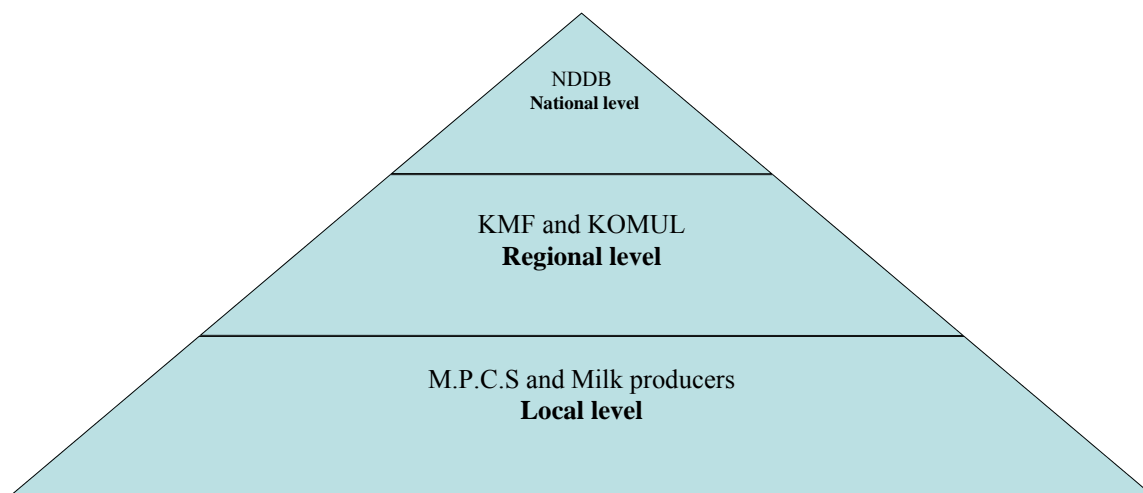 NDDB
National level
KMF and KOMUL
Regional level
M.P.C.S and Milk producers
Local level